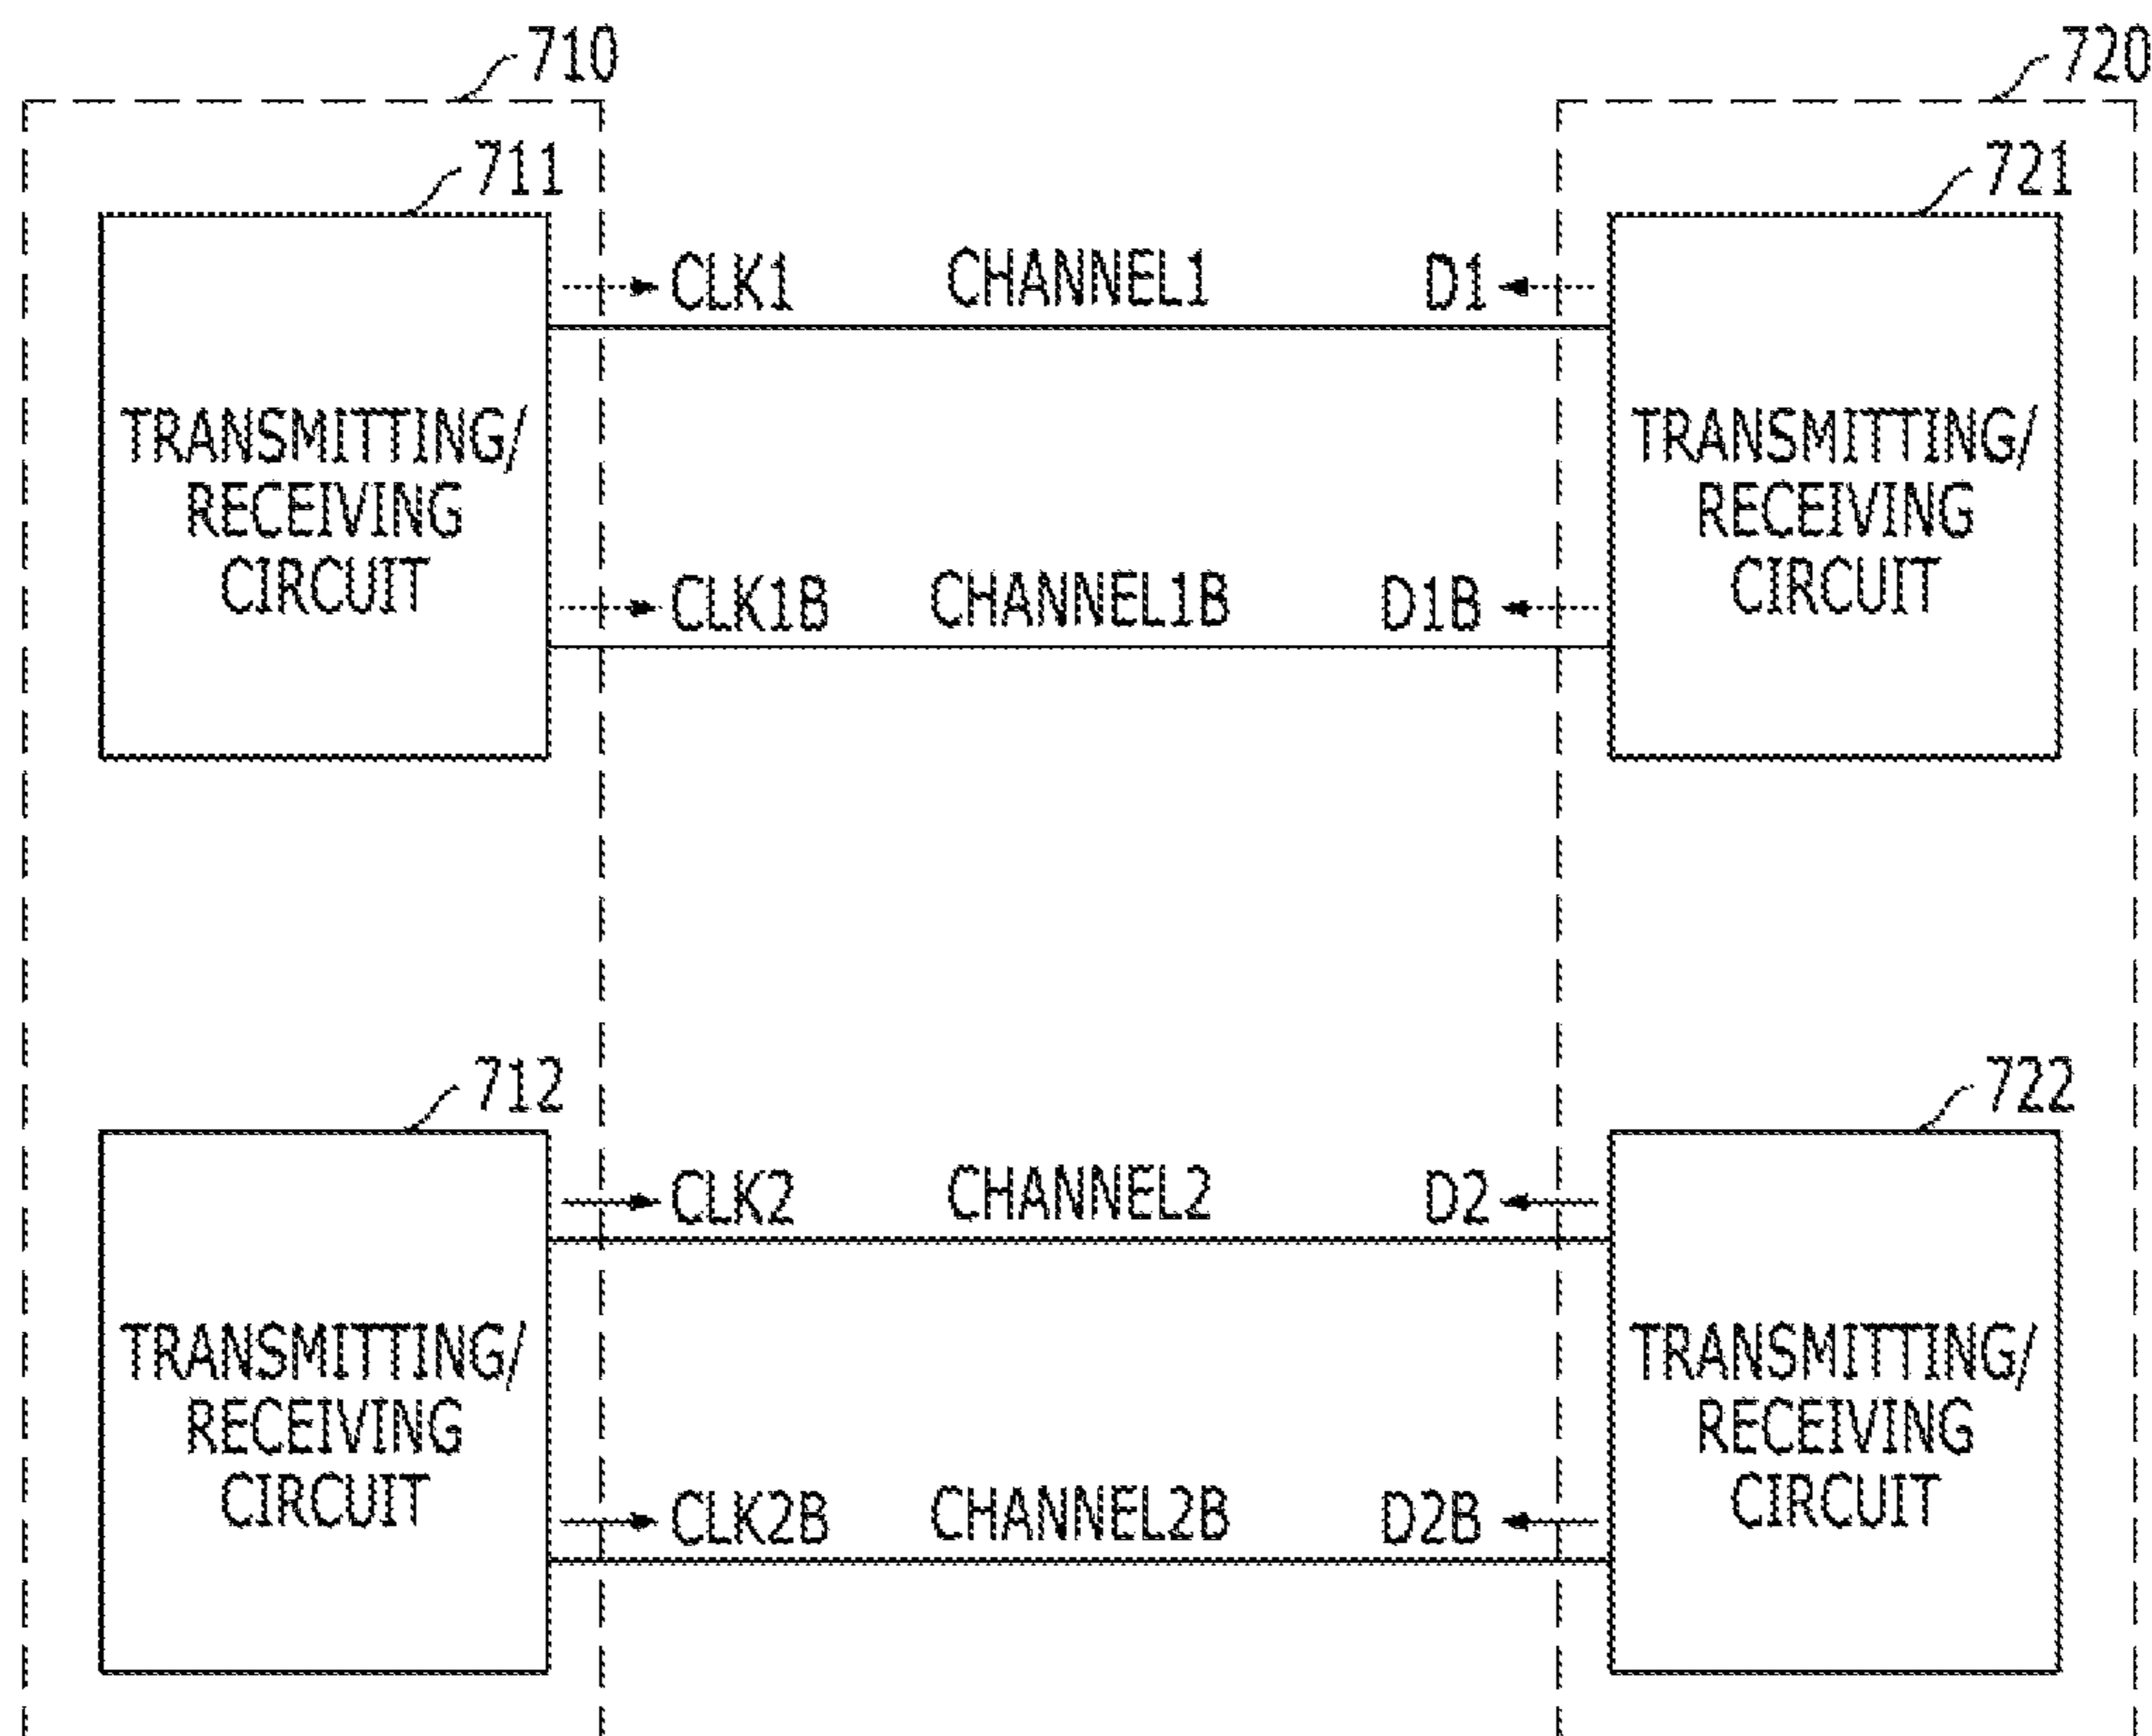 710
720
711
721
CLK1
CHANNEL1
D1
TRANSMITTING/
RECEIVING
CIRCUIT
TRANSMITTING/
RECEIVING
CIRCUIT
CLK1B
CHANNEL1B
D1B
712
722
CLK2
CHANNEL2
D2
TRANSMITTING/
RECEIVING
CIRCUIT
TRANSMITTING/
RECEIVING
CIRCUIT
CLK2B
CHANNEL2B
D2B